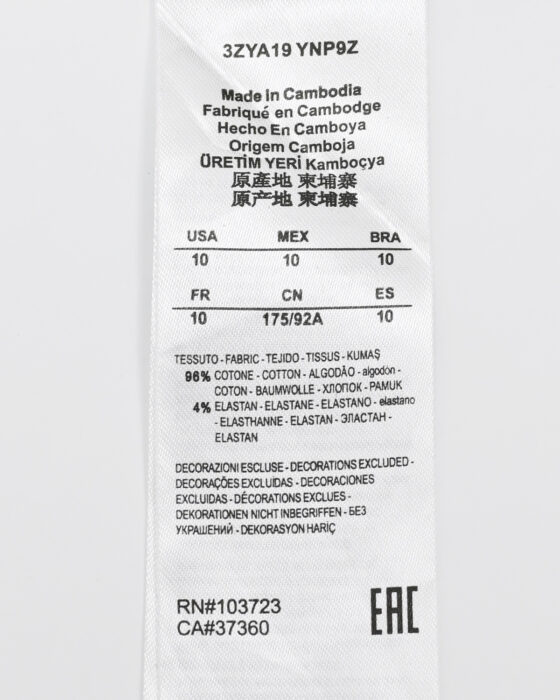 3ZYA19 YNP9Z
Made in Cambodia
Fabriqué en Cambodge
Hecho En Camboya
Origem Camboja
ÜRETİM YERİ Kamboçya
原產地 柬埔寨
原产地 柬埔寨
USA MEX BRA
10 10 10
FR CN ES
10 175/92A 10
TESSUTO - FABRIC - TEJIDO - TISSUS - KUMAŞ
96% COTONE - COTTON - ALGODÃO - algodón -
COTON - BAUMWOLLE - ХЛОПОК - PAMUK
4% ELASTAN - ELASTANE - ELASTANO - elastano
- ELASTHANNE - ELASTAN - ЭЛАСТАН -
ELASTAN
DECORAZIONI ESCLUSE - DECORATIONS EXCLUDED -
DECORAÇÕES EXCLUÍDAS - DECORACIONES
EXCLUIDAS - DÉCORATIONS EXCLUES -
DEKORATIONEN NICHT INBEGRIFFEN - БЕЗ
УКРАШЕНИЙ - DEKORASYON HARİÇ
RN#103723
CA#37360
EAC